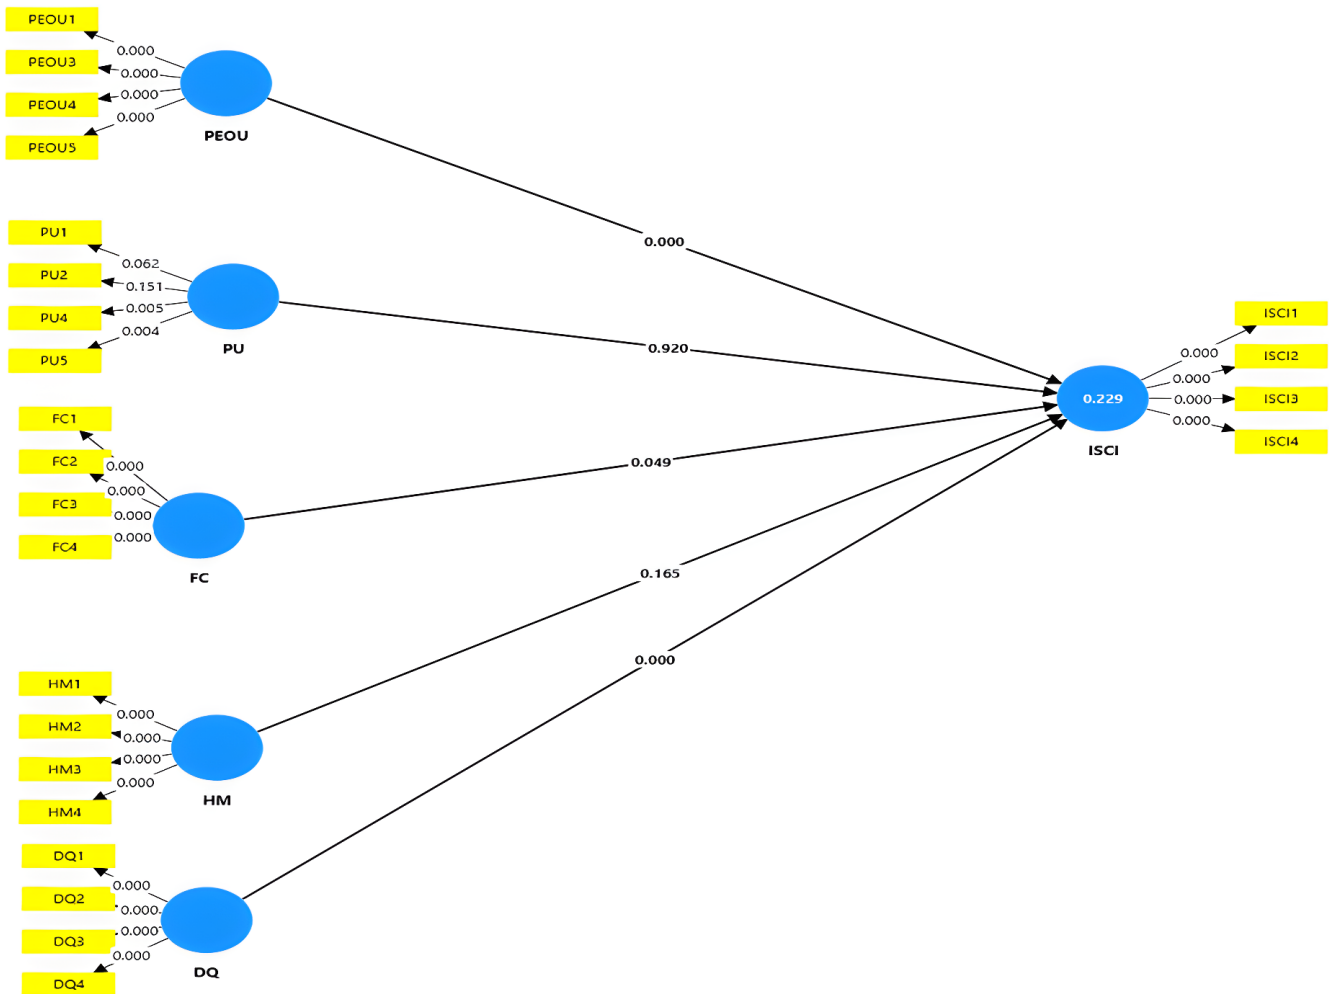 PEOU1
0.000
PEOU3
0.000
PEOU4
0.000
0.000
PEOU5
PEOU
0.000
PU1
0.062
PU2
0.151
PU4
0.005
0.004
PU5
PU
0.920
FC1
0.000
FC2
0.000
FC3
0.000
0.000
FC4
FC
0.049
HM1
0.000
HM2
0.000
HM3
0.000
0.000
HM4
HM
0.165
DQ1
0.000
DQ2
0.000
DQ3
0.000
0.000
DQ4
DQ
0.000
0.229
ISCI
ISCI1
0.000
ISCI2
0.000
ISCI3
0.000
0.000
ISCI4